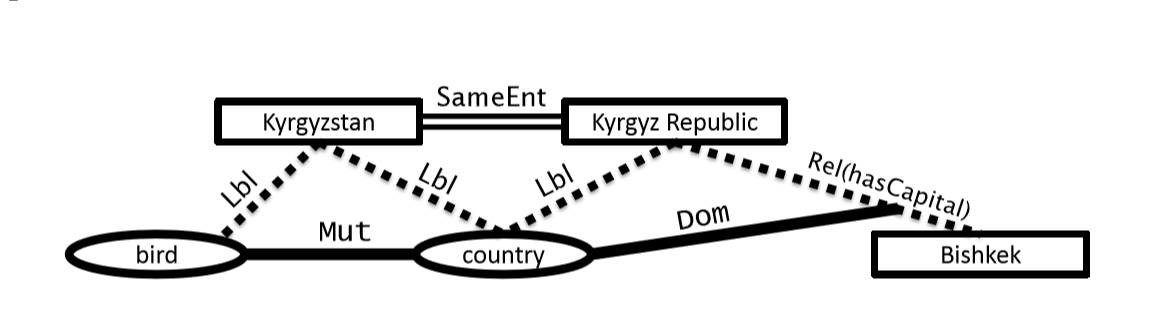 SameEnt
Kyrgyzstan
Kyrgyz Republic
Lbl
Lbl
Lbl
Rel(hasCapital)
Mut
Dom
bird
country
Bishkek